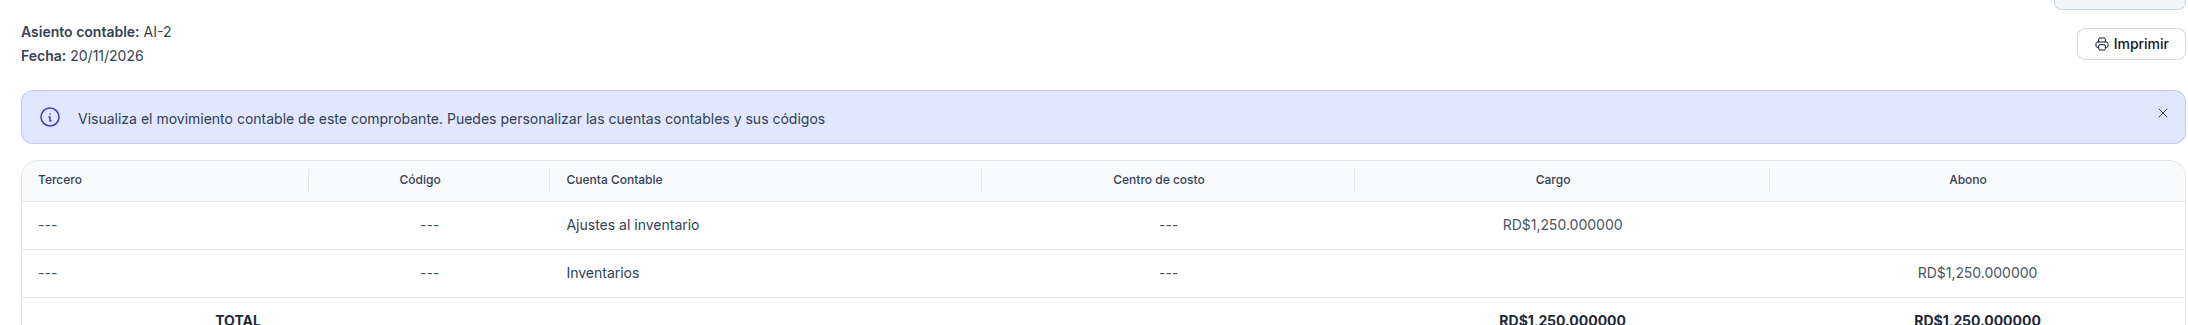 Asiento contable: AI-2
Fecha: 20/11/2026
Imprimir
Visualiza el movimiento contable de este comprobante. Puedes personalizar las cuentas contables y sus códigos
Tercero Código Cuenta Contable Centro de costo Cargo Abono
--- --- Ajustes al inventario --- RD$1,250.000000
--- --- Inventarios --- RD$1,250.000000
TOTAL RD$1,250.000000 RD$1,250.000000